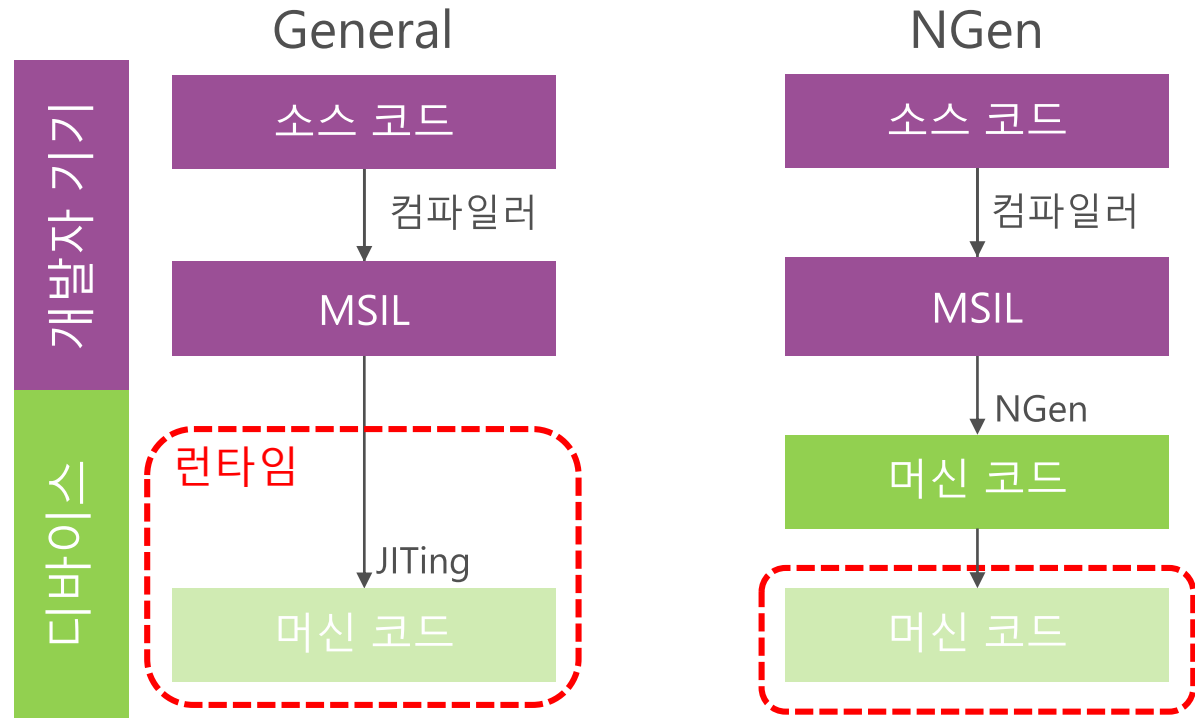 General
NGen
개발자 기기
소스 코드
컴파일러
MSIL
소스 코드
컴파일러
MSIL
NGen
디바이스
런타임
JITing
머신 코드
머신 코드
머신 코드